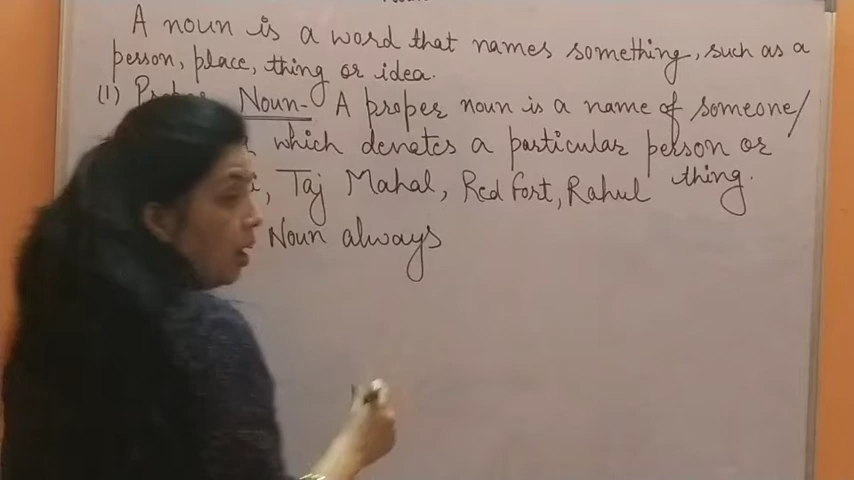 A noun is a word that names something, such as a
person, place, thing or idea.
(1) Proper Noun- A proper noun is a name of someone/
which denotes a particular person or
thing.
Taj Mahal, Red Fort, Rahul
Noun always